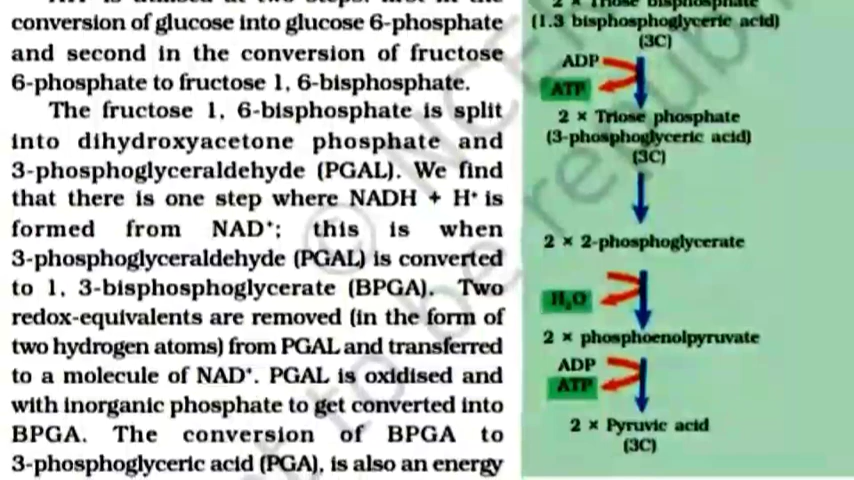 conversion of glucose into glucose 6-phosphate
and second in the conversion of fructose
6-phosphate to fructose 1, 6-bisphosphate.
The fructose 1, 6-bisphosphate is split
into dihydroxyacetone phosphate and
3-phosphoglyceraldehyde (PGAL). We find
that there is one step where NADH + H⁺ is
formed from NAD⁺; this is when
3-phosphoglyceraldehyde (PGAL) is converted
to 1, 3-bisphosphoglycerate (BPGA). Two
redox-equivalents are removed (in the form of
two hydrogen atoms) from PGAL and transferred
to a molecule of NAD⁺. PGAL is oxidised and
with inorganic phosphate to get converted into
BPGA. The conversion of BPGA to
3-phosphoglyceric acid (PGA), is also an energy
2 × Triose bisphosphate
(1.3 bisphosphoglyceric acid)
(3C)
ADP
ATP
2 × Triose phosphate
(3-phosphoglyceric acid)
(3C)
2 × 2-phosphoglycerate
H₂O
2 × phosphoenolpyruvate
ADP
ATP
2 × Pyruvic acid
(3C)